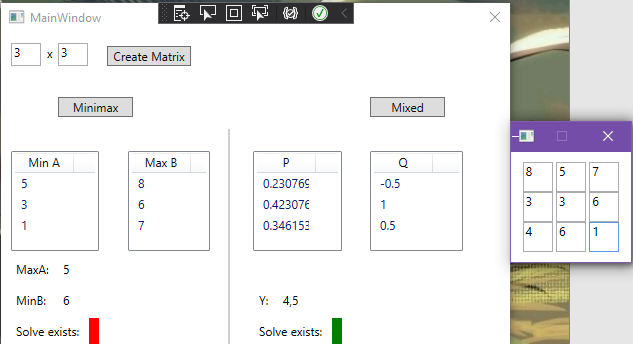 MainWindow
3 x 3 Create Matrix
Minimax Mixed
Min A Max B P Q
5 8 0.230769 -0.5
3 6 0.423076 1
1 7 0.346153 0.5
MaxA: 5
MinB: 6 Y: 4,5
Solve exists: Solve exists:
8 5 7
3 3 6
4 6 1